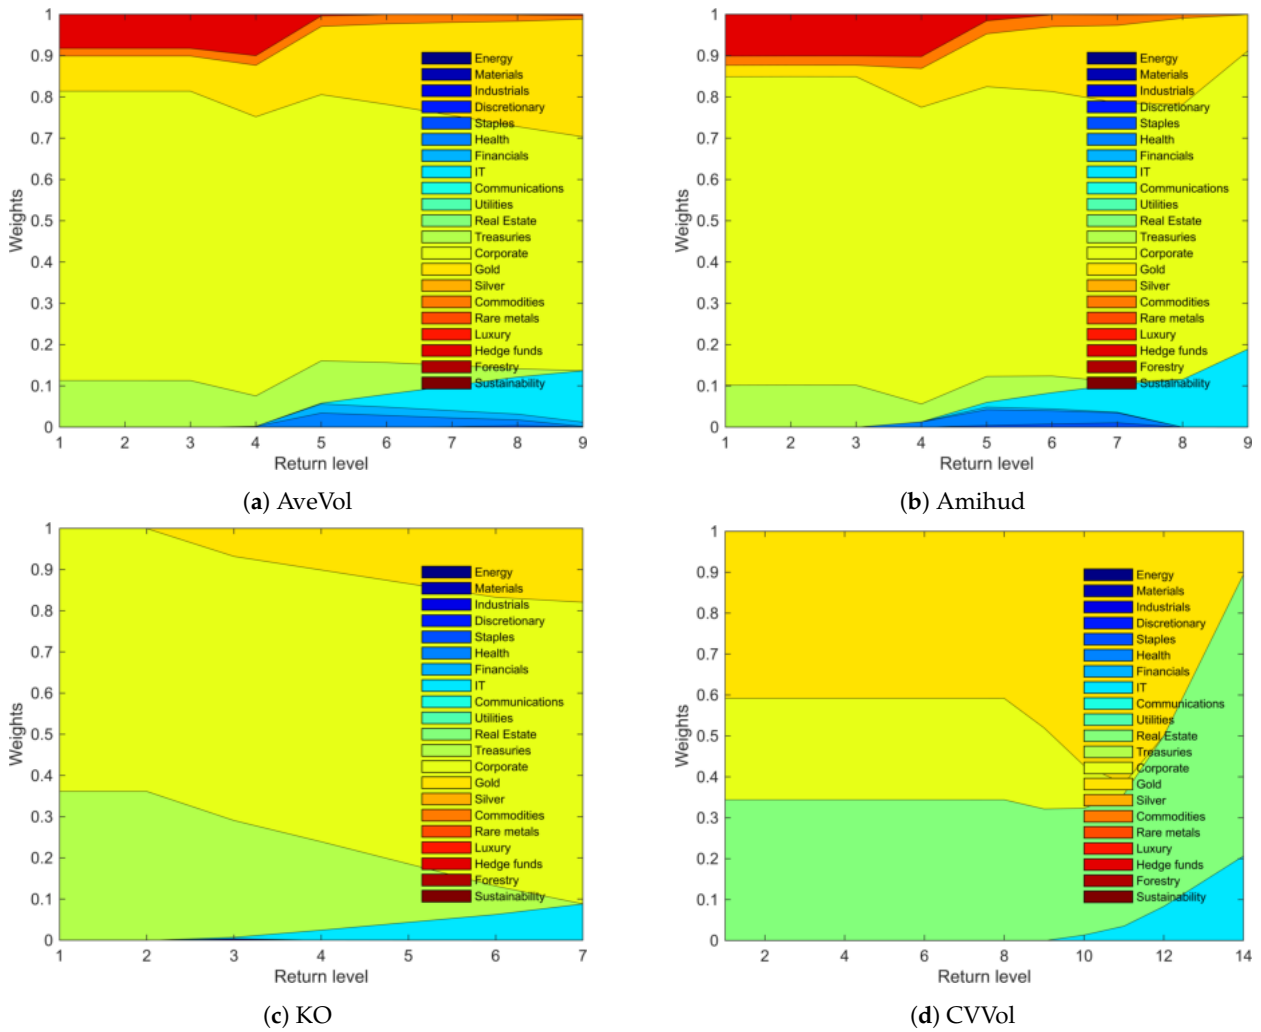 1
0.9
0.8
0.7
0.6
0.5
0.4
0.3
0.2
0.1
0
Weights
Energy
Materials
Industrials
Discretionary
Staples
Health
Financials
IT
Communications
Utilities
Real Estate
Treasuries
Corporate
Gold
Silver
Commodities
Rare metals
Luxury
Hedge funds
Forestry
Sustainability
1 2 3 4 5 6 7 8 9
Return level
(a) AveVol
1
0.9
0.8
0.7
0.6
0.5
0.4
0.3
0.2
0.1
0
Weights
Energy
Materials
Industrials
Discretionary
Staples
Health
Financials
IT
Communications
Utilities
Real Estate
Treasuries
Corporate
Gold
Silver
Commodities
Rare metals
Luxury
Hedge funds
Forestry
Sustainability
1 2 3 4 5 6 7 8 9
Return level
(b) Amihud
1
0.9
0.8
0.7
0.6
0.5
0.4
0.3
0.2
0.1
0
Weights
Energy
Materials
Industrials
Discretionary
Staples
Health
Financials
IT
Communications
Utilities
Real Estate
Treasuries
Corporate
Gold
Silver
Commodities
Rare metals
Luxury
Hedge funds
Forestry
Sustainability
1 2 3 4 5 6 7
Return level
(c) KO
1
0.9
0.8
0.7
0.6
0.5
0.4
0.3
0.2
0.1
0
Weights
Energy
Materials
Industrials
Discretionary
Staples
Health
Financials
IT
Communications
Utilities
Real Estate
Treasuries
Corporate
Gold
Silver
Commodities
Rare metals
Luxury
Hedge funds
Forestry
Sustainability
2 4 6 8 10 12 14
Return level
(d) CVVol